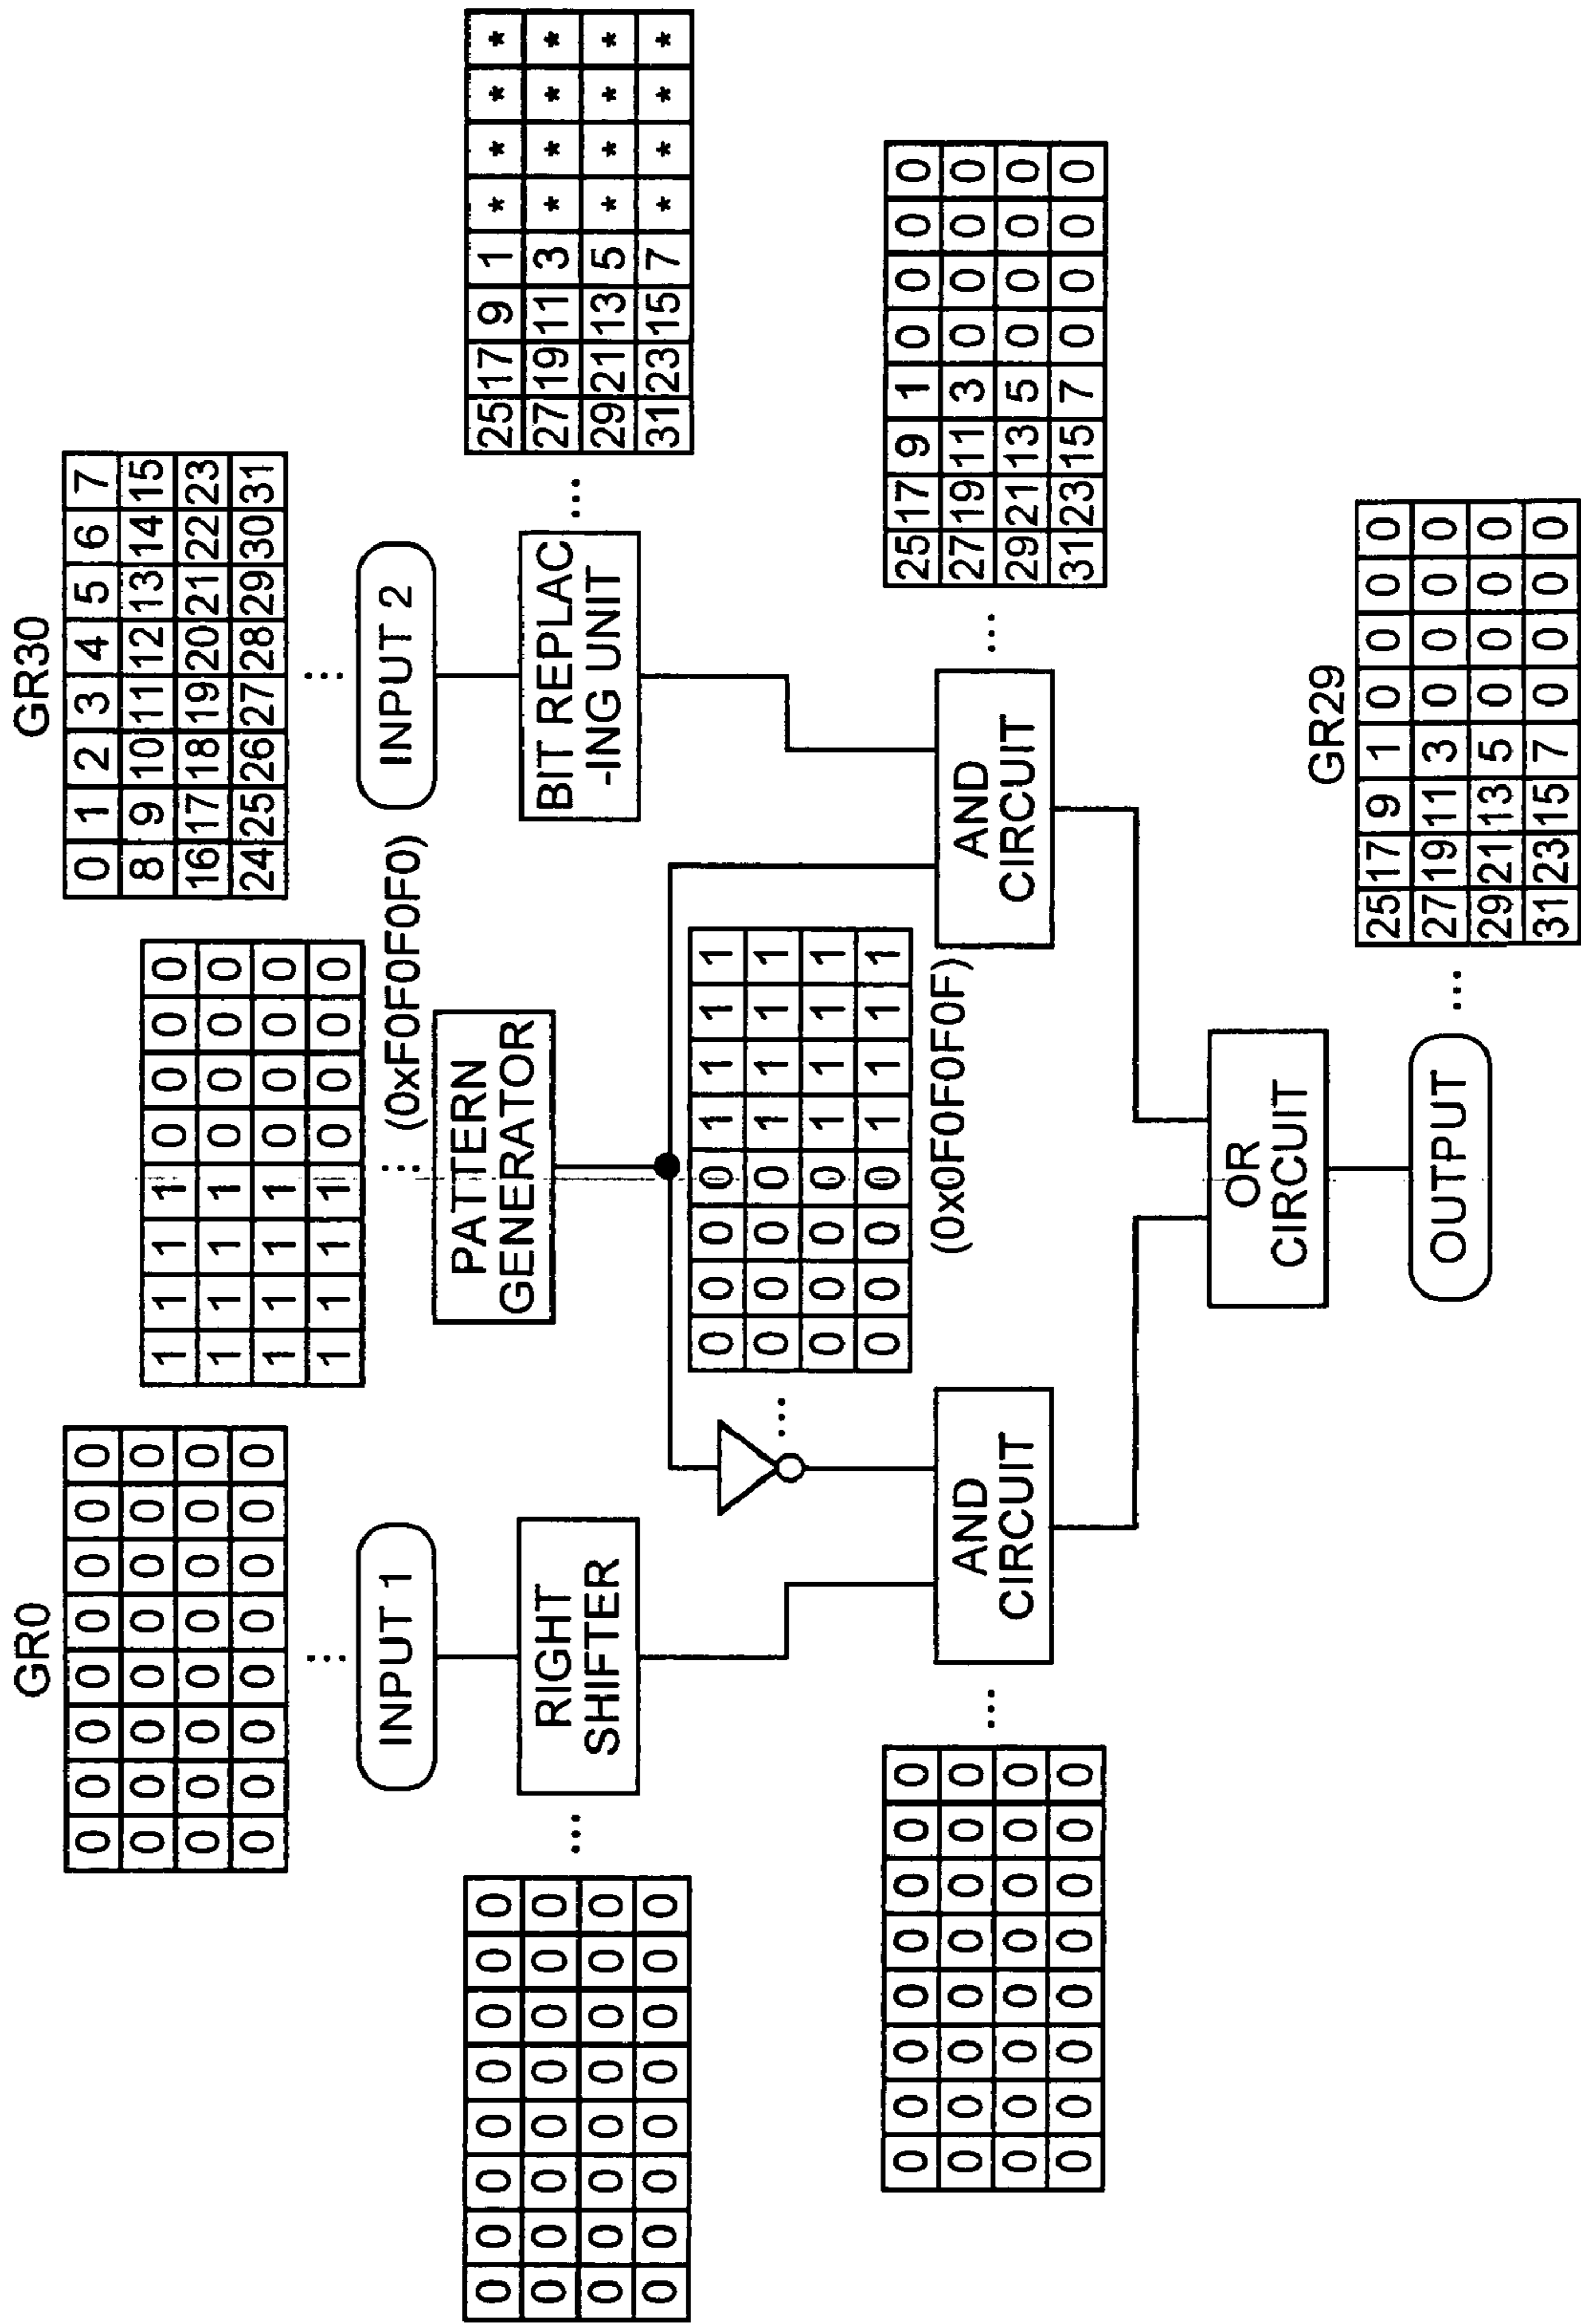 GR0
0 0 0 0 0 0 0 0
0 0 0 0 0 0 0 0
0 0 0 0 0 0 0 0
0 0 0 0 0 0 0 0
...
INPUT 1
RIGHT
SHIFTER
...
0 0 0 0 0 0 0 0
0 0 0 0 0 0 0 0
0 0 0 0 0 0 0 0
0 0 0 0 0 0 0 0
1 1 1 1 0 0 0 0
1 1 1 1 0 0 0 0
1 1 1 1 0 0 0 0
1 1 1 1 0 0 0 0
...
(0xF0F0F0F0)
PATTERN
GENERATOR
GR30
0 1 2 3 4 5 6 7
8 9 10 11 12 13 14 15
16 17 18 19 20 21 22 23
24 25 26 27 28 29 30 31
...
INPUT 2
BIT REPLAC
-ING UNIT
...
25 17 9 1 * * * *
27 19 11 3 * * * *
29 21 13 5 * * * *
31 23 15 7 * * * *
...
0 0 0 0 1 1 1 1
0 0 0 0 1 1 1 1
0 0 0 0 1 1 1 1
0 0 0 0 1 1 1 1
(0x0F0F0F0F)
0 0 0 0 0 0 0 0
0 0 0 0 0 0 0 0
0 0 0 0 0 0 0 0
0 0 0 0 0 0 0 0
...
AND
CIRCUIT
AND
CIRCUIT
...
25 17 9 1 0 0 0 0
27 19 11 3 0 0 0 0
29 21 13 5 0 0 0 0
31 23 15 7 0 0 0 0
OR
CIRCUIT
OUTPUT
...
GR29
25 17 9 1 0 0 0 0
27 19 11 3 0 0 0 0
29 21 13 5 0 0 0 0
31 23 15 7 0 0 0 0